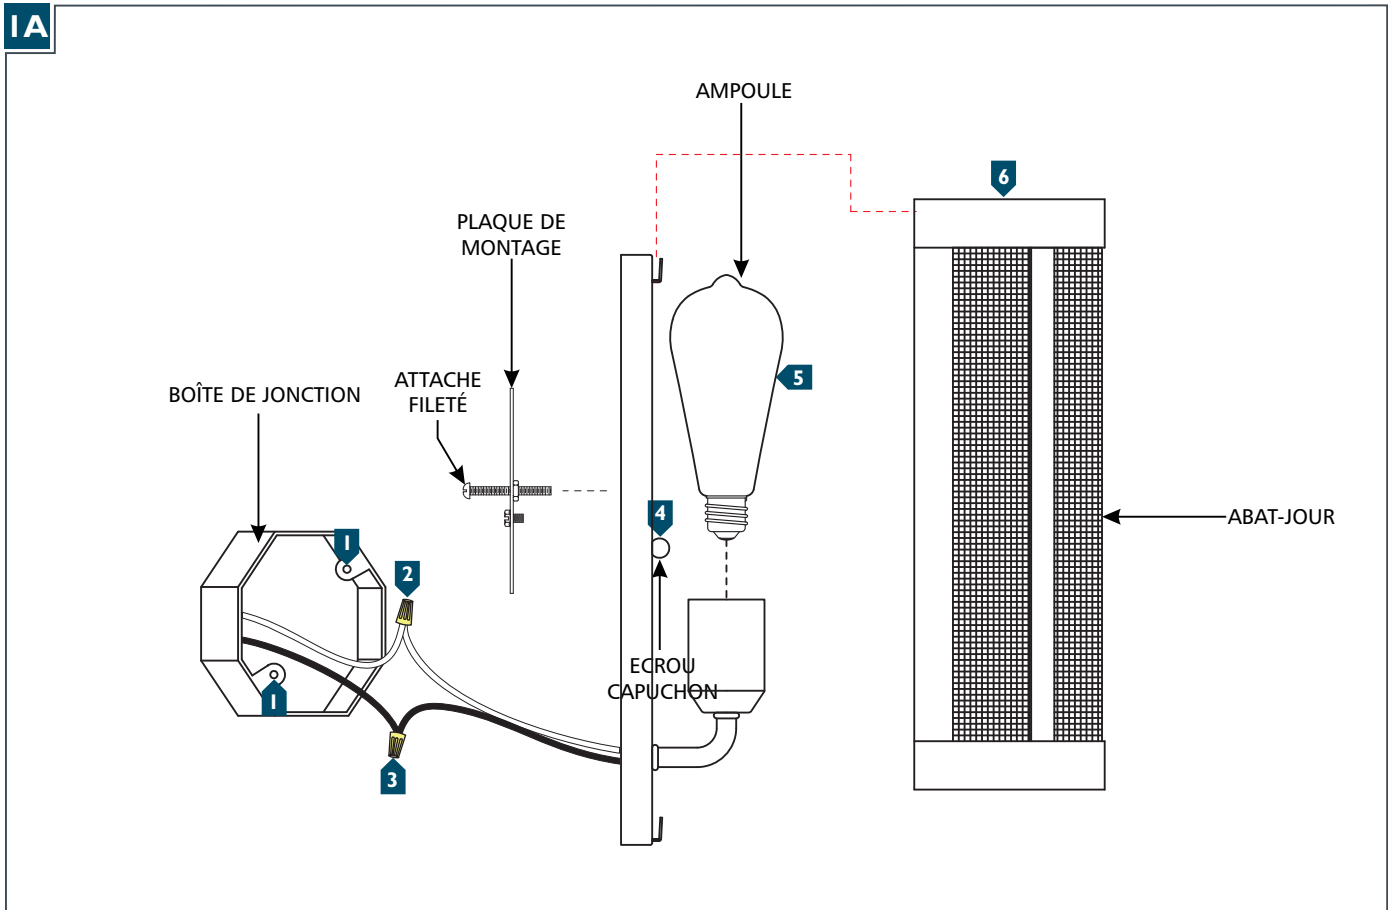 1A
AMPOULE
6
PLAQUE DE
MONTAGE
5
ATTACHE
FILETÉ
BOÎTE DE JONCTION
4
ABAT-JOUR
1
2
ECROU
CAPUCHON
1
3